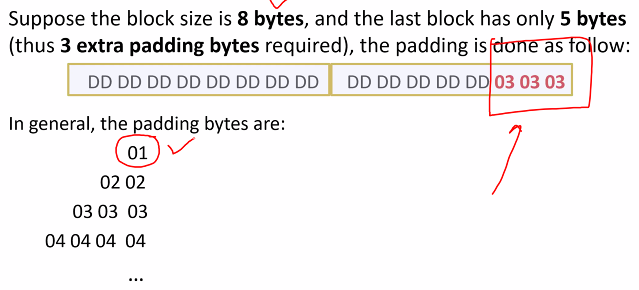 Suppose the block size is 8 bytes, and the last block has only 5 bytes
(thus 3 extra padding bytes required), the padding is done as follow:
DD DD DD DD DD DD DD DD DD DD DD DD DD 03 03 03
In general, the padding bytes are:
01
02 02
03 03 03
04 04 04 04
...